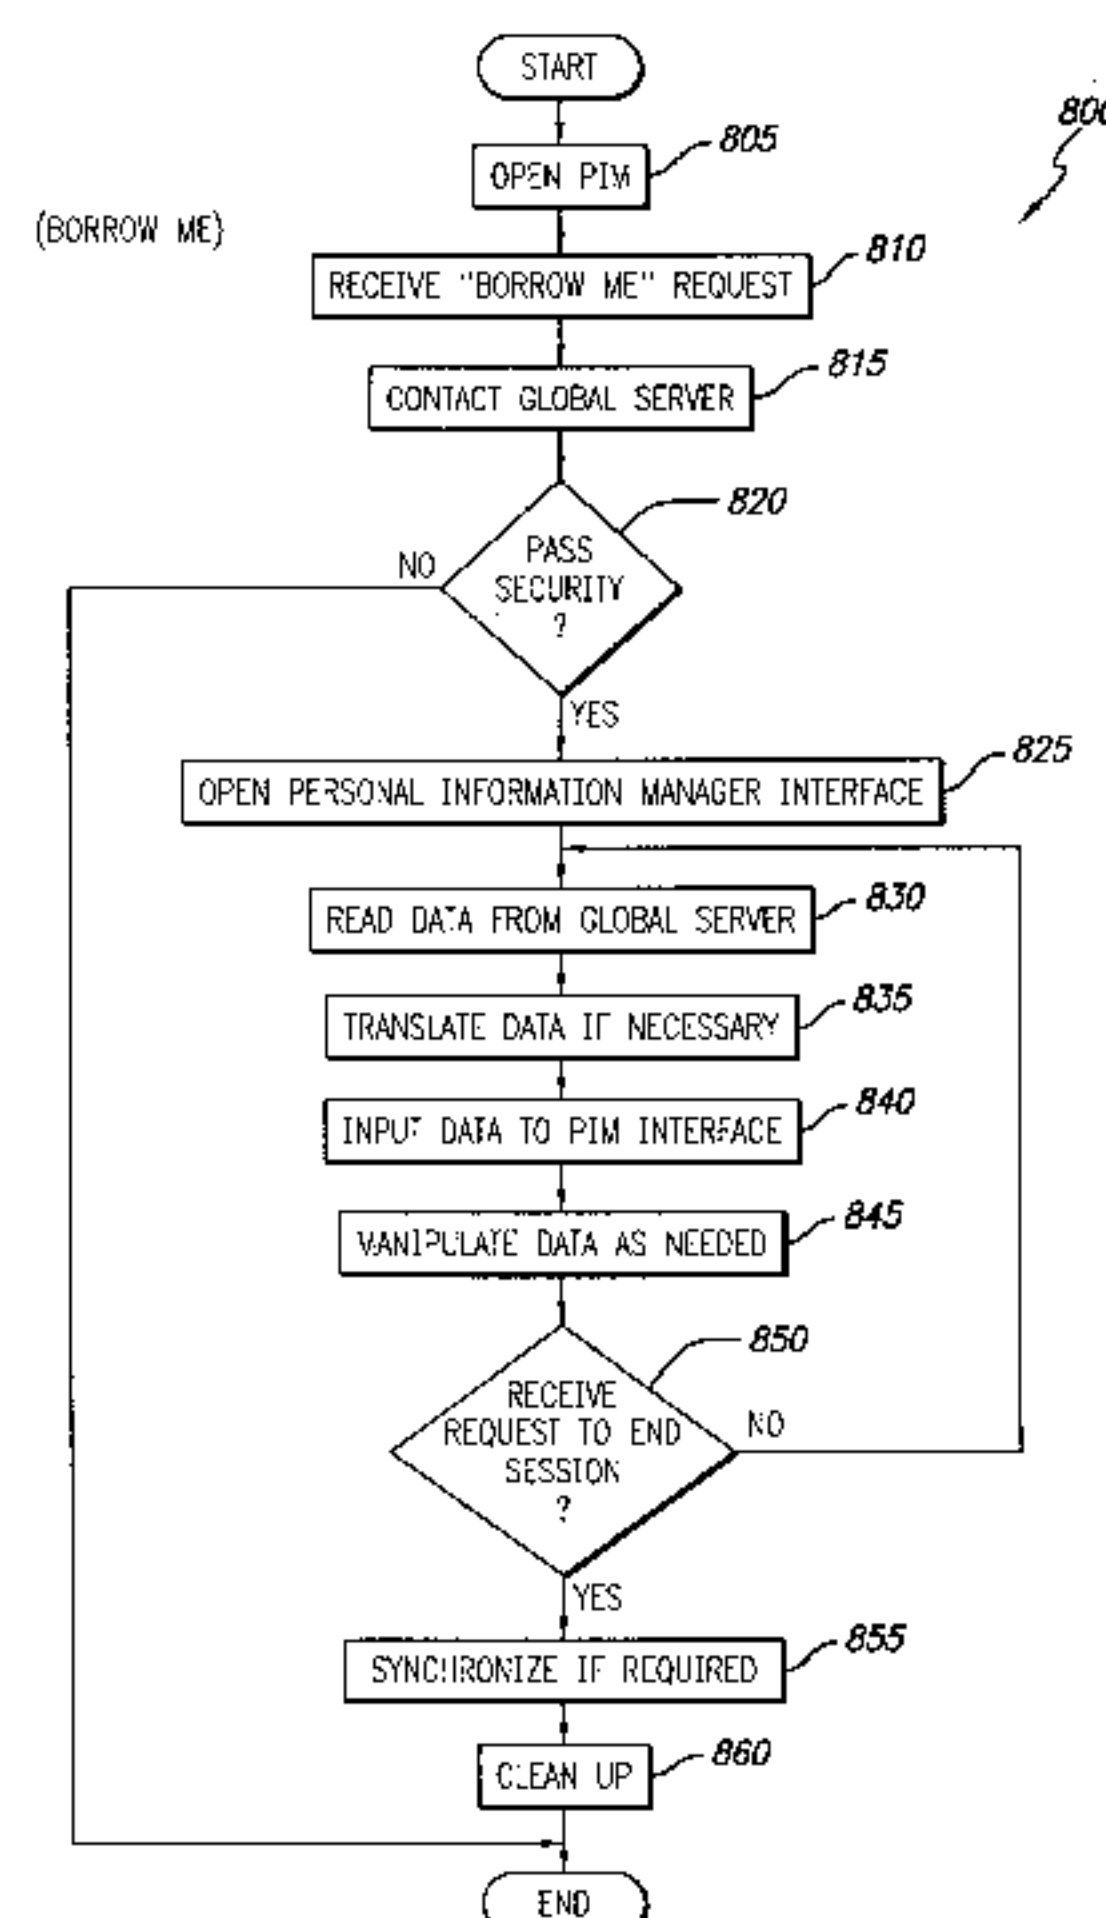 START
800
805
OPEN PIM
(BORROW ME)
810
RECEIVE "BORROW ME" REQUEST
815
CONTACT GLOBAL SERVER
820
PASS
SECURITY
?
NO
YES
825
OPEN PERSONAL INFORMATION MANAGER INTERFACE
830
READ DATA FROM GLOBAL SERVER
835
TRANSLATE DATA IF NECESSARY
840
INPUT DATA TO PIM INTERFACE
845
MANIPULATE DATA AS NEEDED
850
RECEIVE
REQUEST TO END
SESSION
?
NO
YES
855
SYNCHRONIZE IF REQUIRED
860
CLEAN UP
END